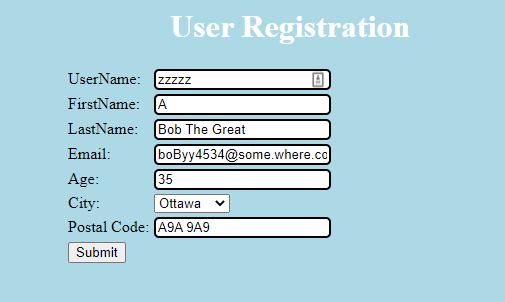 User Registration
UserName: zzzzz
FirstName: A
LastName: Bob The Great
Email: boByy4534@some.where.co
Age: 35
City: Ottawa
Postal Code: A9A 9A9
Submit